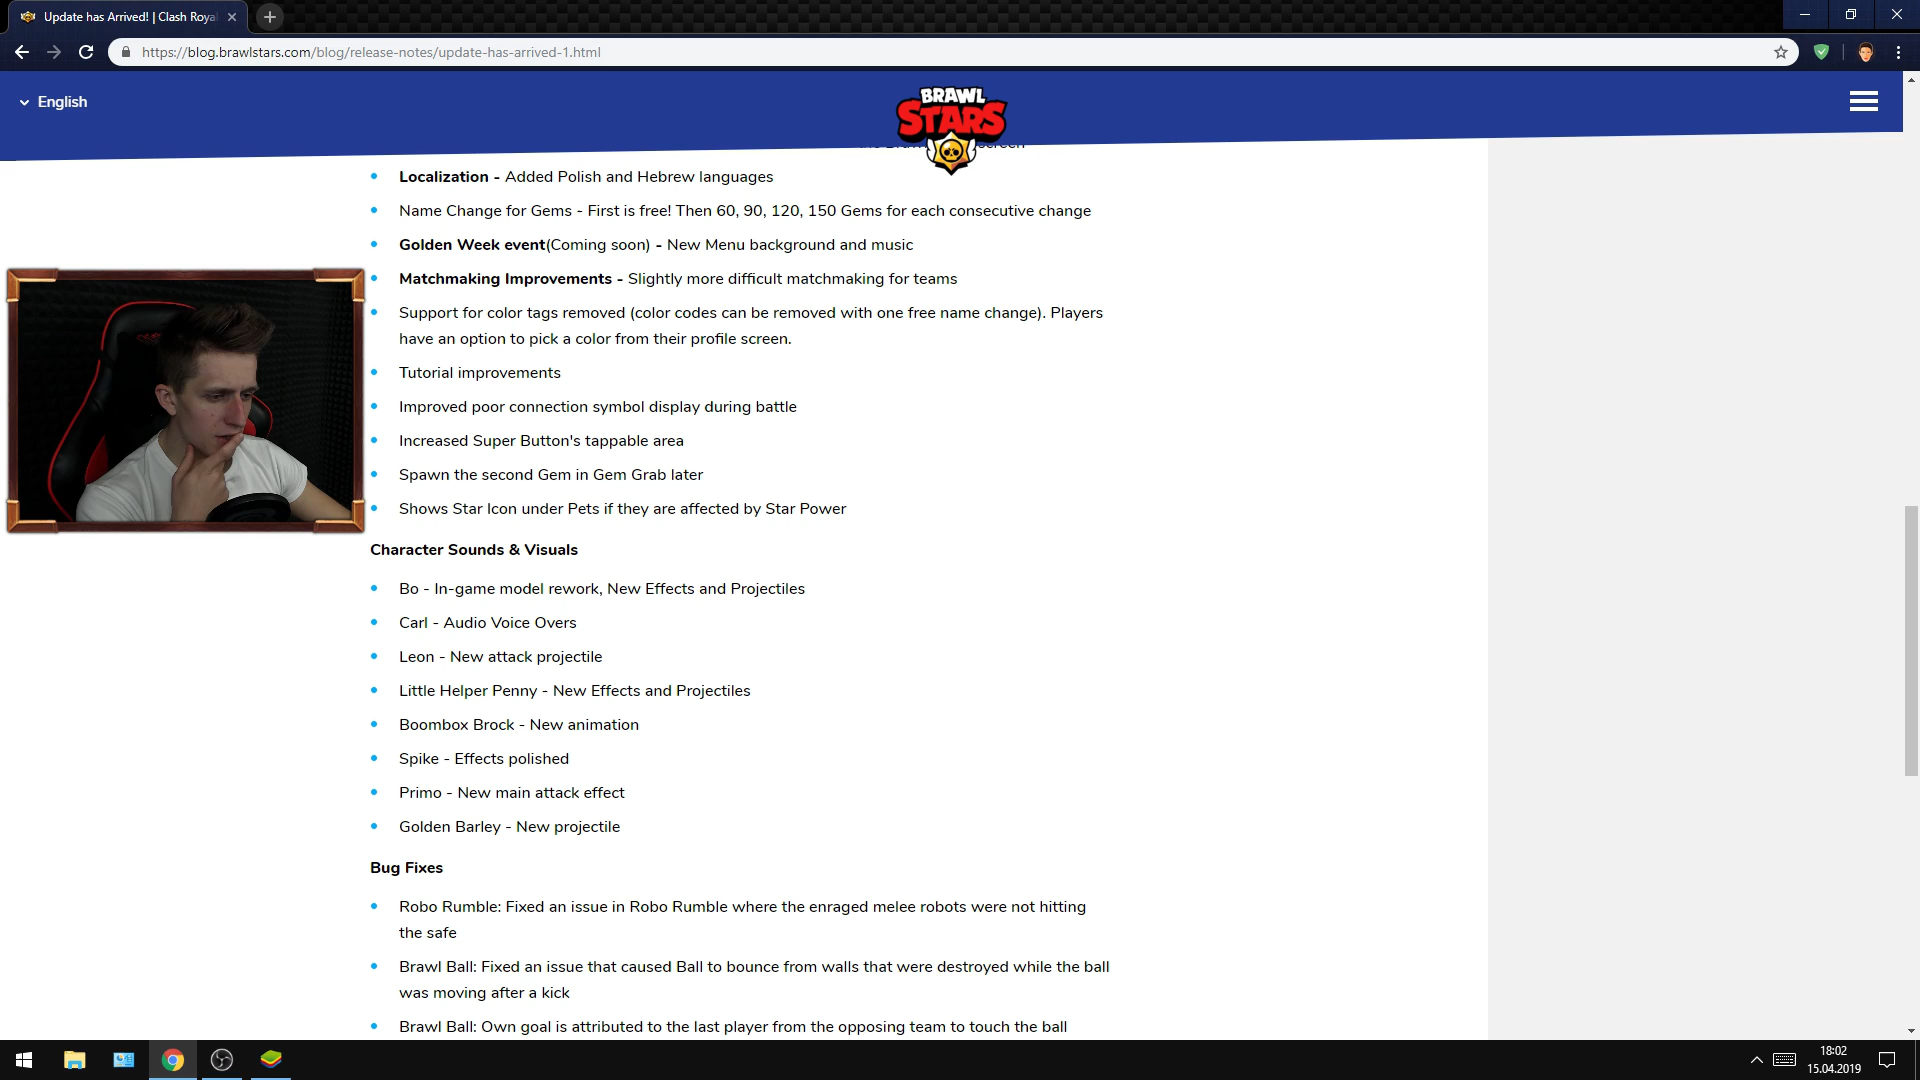 Update has Arrived! | Clash Roya
https://blog.brawlstars.com/blog/release-notes/update-has-arrived-1.html
English
BRAWL
STARS
screen
Localization - Added Polish and Hebrew languages
Name Change for Gems - First is free! Then 60, 90, 120, 150 Gems for each consecutive change
Golden Week event(Coming soon) - New Menu background and music
Matchmaking Improvements - Slightly more difficult matchmaking for teams
Support for color tags removed (color codes can be removed with one free name change). Players
have an option to pick a color from their profile screen.
Tutorial improvements
Improved poor connection symbol display during battle
Increased Super Button's tappable area
Spawn the second Gem in Gem Grab later
Shows Star Icon under Pets if they are affected by Star Power
Character Sounds & Visuals
Bo - In-game model rework, New Effects and Projectiles
Carl - Audio Voice Overs
Leon - New attack projectile
Little Helper Penny - New Effects and Projectiles
Boombox Brock - New animation
Spike - Effects polished
Primo - New main attack effect
Golden Barley - New projectile
Bug Fixes
Robo Rumble: Fixed an issue in Robo Rumble where the enraged melee robots were not hitting
the safe
Brawl Ball: Fixed an issue that caused Ball to bounce from walls that were destroyed while the ball
was moving after a kick
Brawl Ball: Own goal is attributed to the last player from the opposing team to touch the ball
18:02
15.04.2019